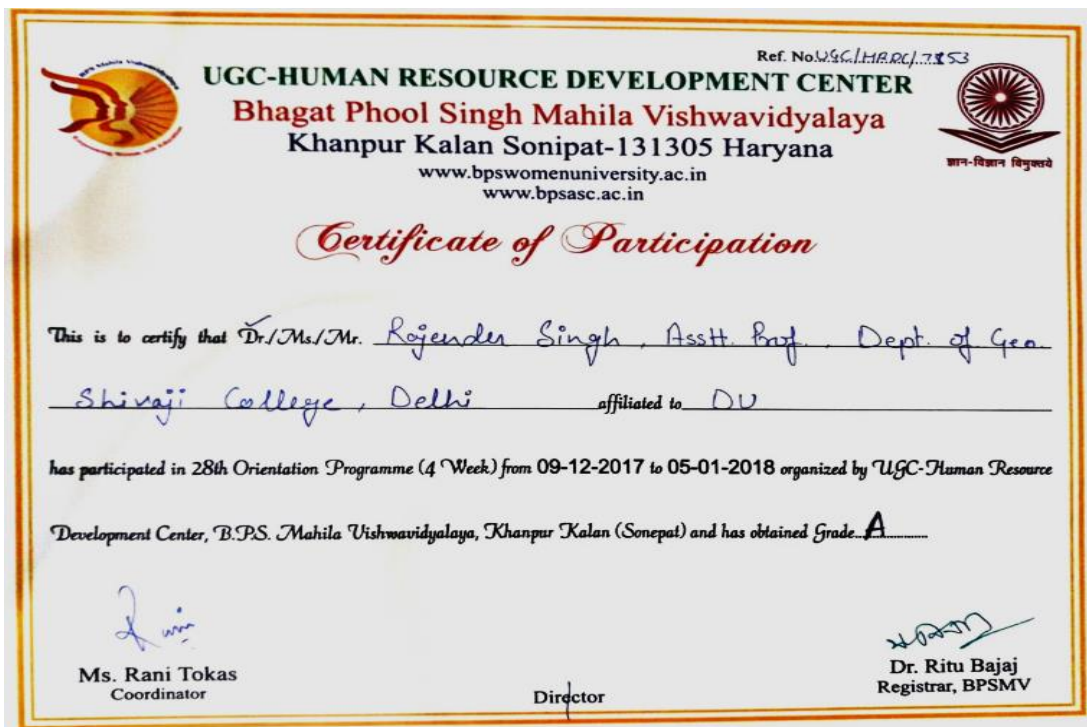 Ref. No. UGC/HRDC/7853
UGC-HUMAN RESOURCE DEVELOPMENT CENTER
Bhagat Phool Singh Mahila Vishwavidyalaya
Khanpur Kalan Sonipat-131305 Haryana
www.bpswomenuniversity.ac.in
www.bpsasc.ac.in
ज्ञान-विज्ञान विमुक्तये
Certificate of Participation
This is to certify that Dr./Ms./Mr. Rajender Singh, Asstt. Prof., Dept. of Geo.
Shivaji College, Delhi affiliated to DU
has participated in 28th Orientation Programme (4 Week) from 09-12-2017 to 05-01-2018 organized by UGC-Human Resource
Development Center, B.P.S. Mahila Vishwavidyalaya, Khanpur Kalan (Sonepat) and has obtained Grade A
Ms. Rani Tokas
Coordinator
Director
Dr. Ritu Bajaj
Registrar, BPSMV